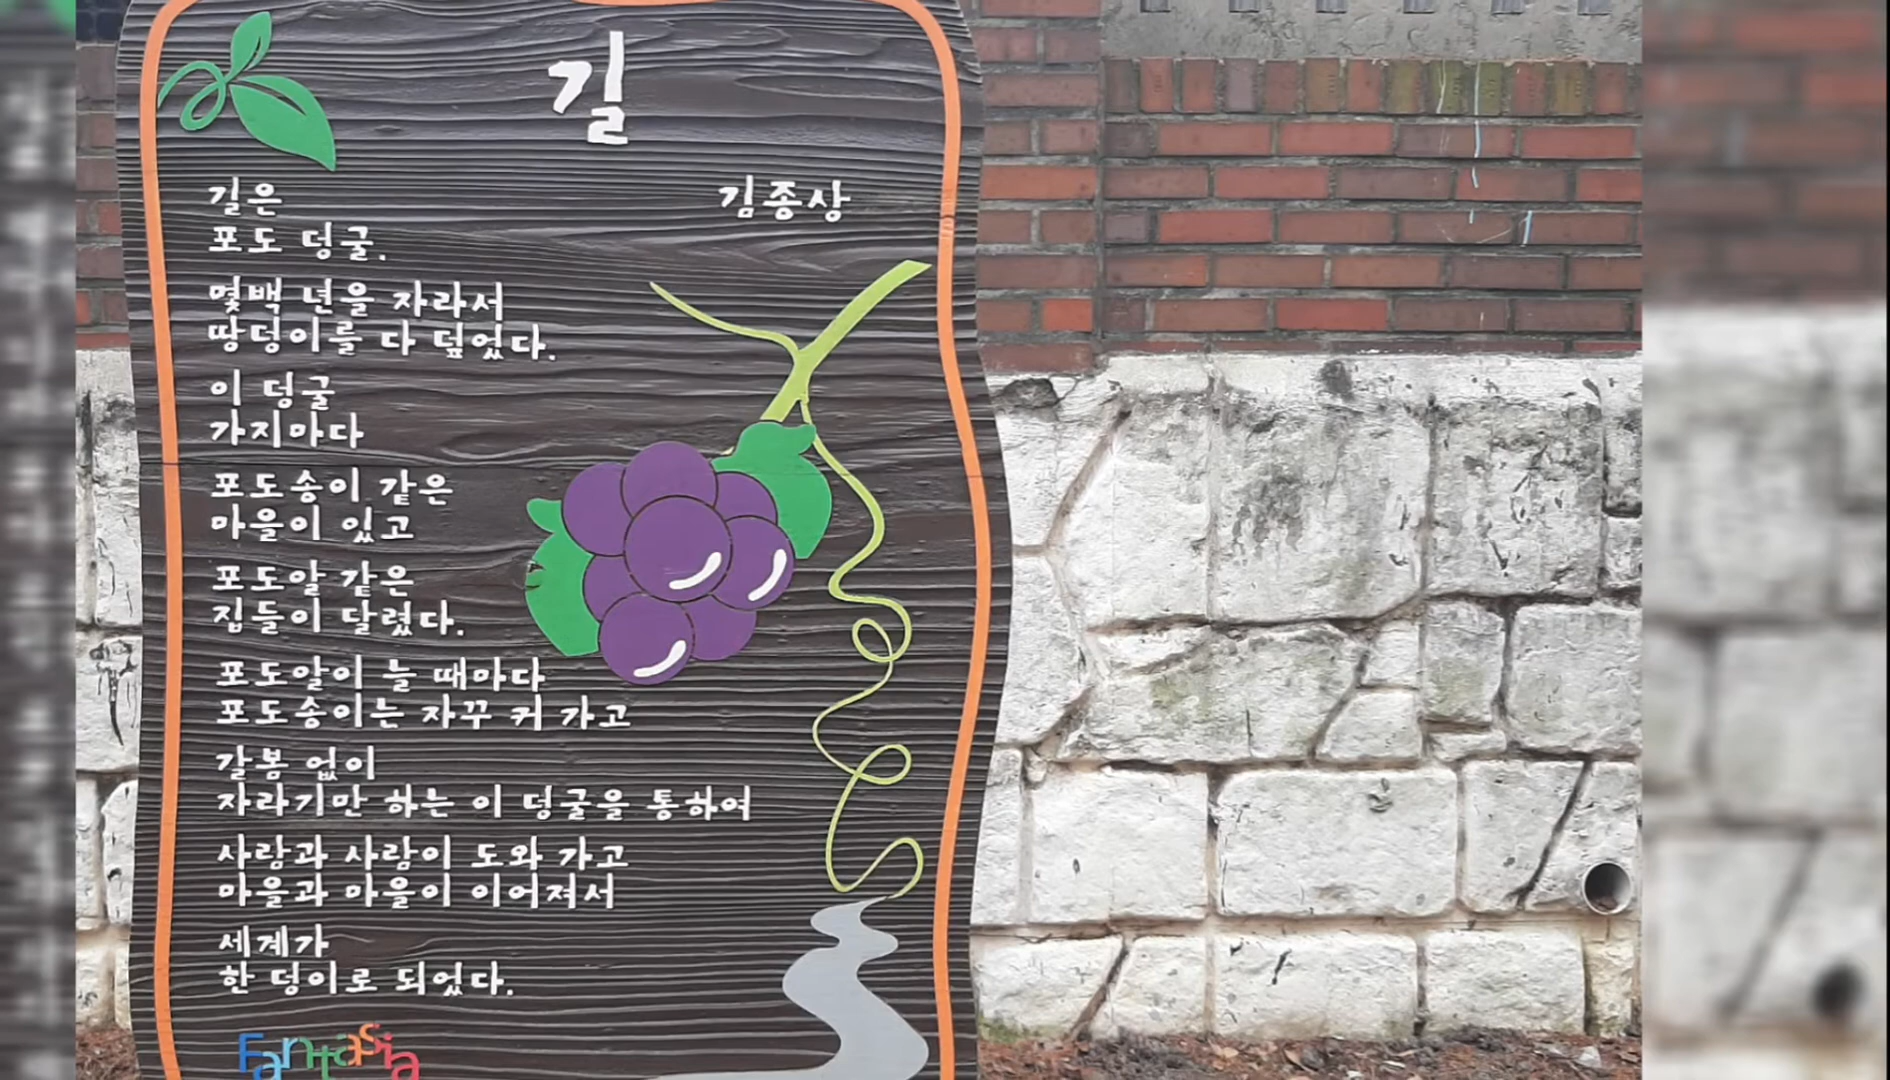 길
김종상
길은
포도 덩굴.
몇백 년을 자라서
땅덩이를 다 덮었다.
이 덩굴
가지마다
포도송이 같은
마을이 있고
포도알 같은
집들이 달렸다.
포도알이 늘 때마다
포도송이는 자꾸 커 가고
갈봄 없이
자라기만 하는 이 덩굴을 통하여
사람과 사람이 도와 가고
마을과 마을이 이어져서
세계가
한 덩이로 되었다.
Fantasia